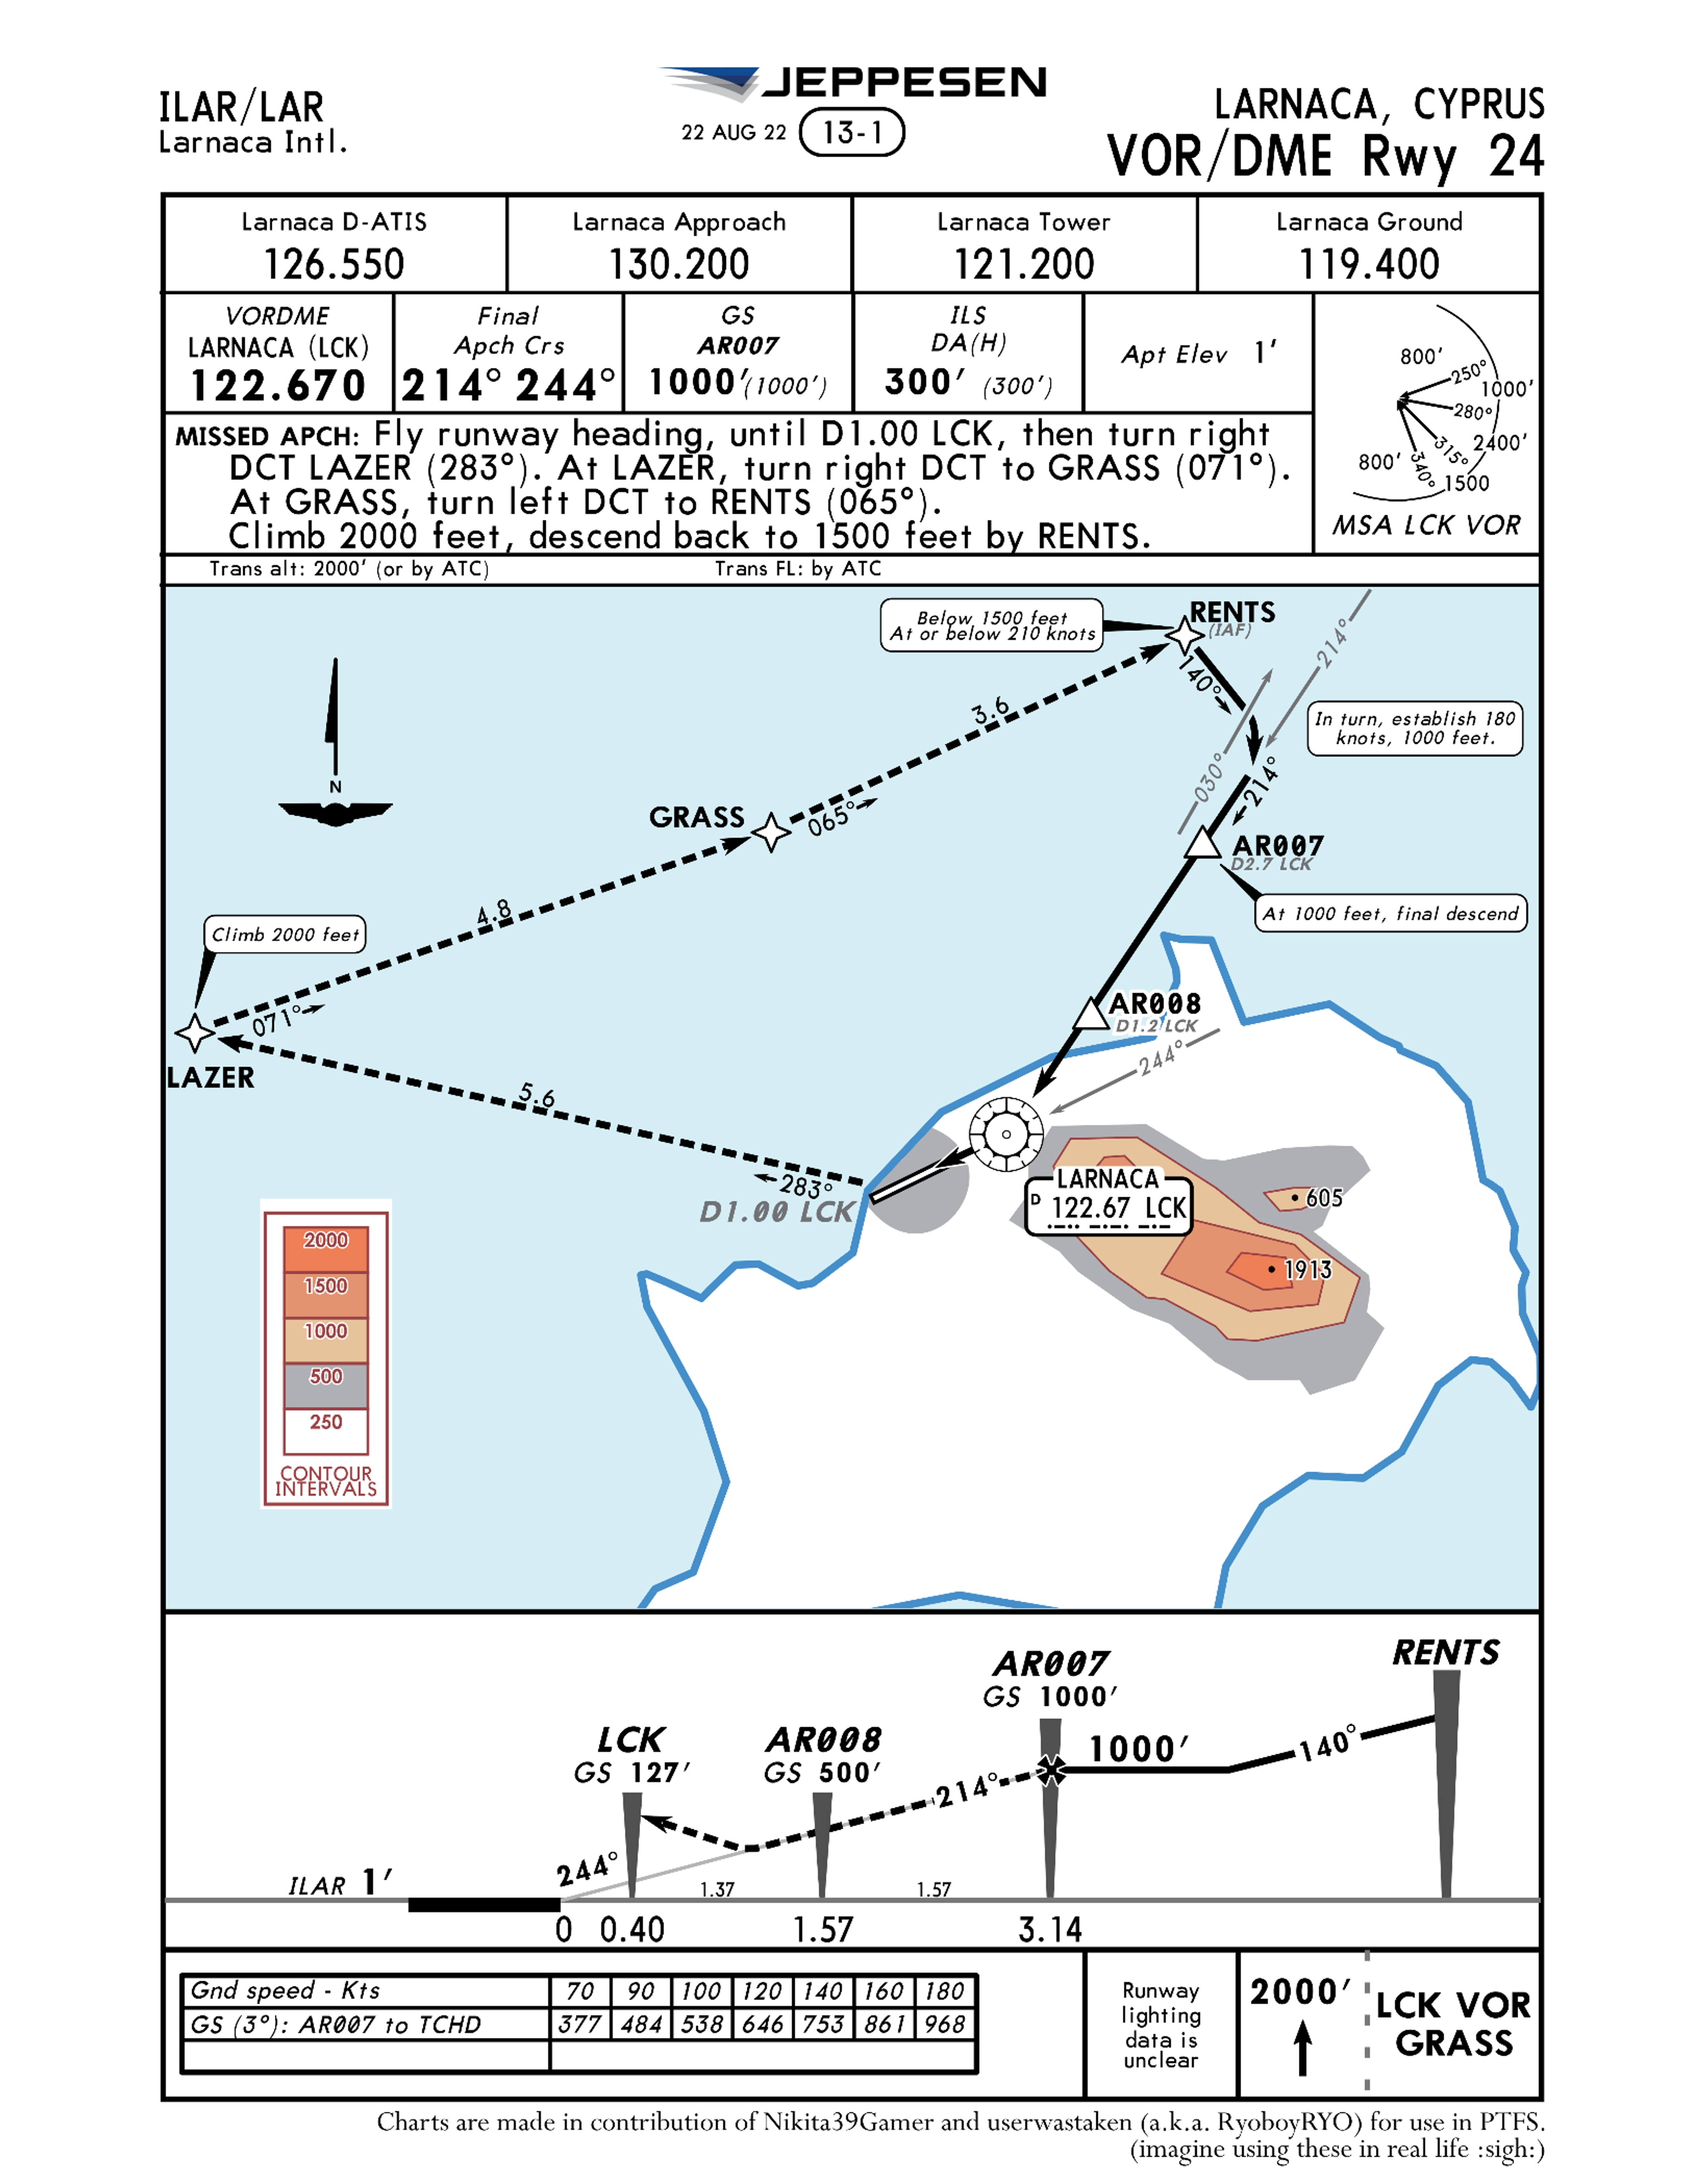 JEPPESEN
ILAR/LAR
Larnaca Intl.
22 AUG 22
13-1
LARNACA, CYPRUS
VOR/DME Rwy 24
Larnaca D-ATIS
126.550
Larnaca Approach
130.200
Larnaca Tower
121.200
Larnaca Ground
119.400
VORDME
LARNACA (LCK)
122.670
Final
Apch Crs
214° 244°
GS
AR007
1000′(1000′)
ILS
DA(H)
300′ (300′)
Apt Elev 1′
800′
250°
1000′
280°
2400′
315°
800′
340°
1500
MSA LCK VOR
MISSED APCH: Fly runway heading, until D1.00 LCK, then turn right
DCT LAZER (283°). At LAZER, turn right DCT to GRASS (071°).
At GRASS, turn left DCT to RENTS (065°).
Climb 2000 feet, descend back to 1500 feet by RENTS.
Trans alt: 2000′ (or by ATC)
Trans FL: by ATC
Below 1500 feet
At or below 210 knots
RENTS
(IAF)
214°
140°
In turn, establish 180
knots, 1000 feet.
3.6
030°
214°
N
GRASS
065°
AR007
D2.7 LCK
At 1000 feet, final descend
4.8
Climb 2000 feet
071°
LAZER
AR008
D1.2 LCK
244°
5.6
283°
D1.00 LCK
LARNACA
D 122.67 LCK
605
1913
2000
1500
1000
500
250
CONTOUR
INTERVALS
RENTS
AR007
GS 1000′
LCK
GS 127′
AR008
GS 500′
1000′
140°
214°
244°
ILAR 1′
1.37
1.57
0
0.40
1.57
3.14
Gnd speed - Kts 70 90 100 120 140 160 180
GS (3°): AR007 to TCHD 377 484 538 646 753 861 968
Runway
lighting
data is
unclear
2000′
LCK VOR
GRASS
Charts are made in contribution of Nikita39Gamer and userwastaken (a.k.a. RyoboyRYO) for use in PTFS.
(imagine using these in real life :sigh:)